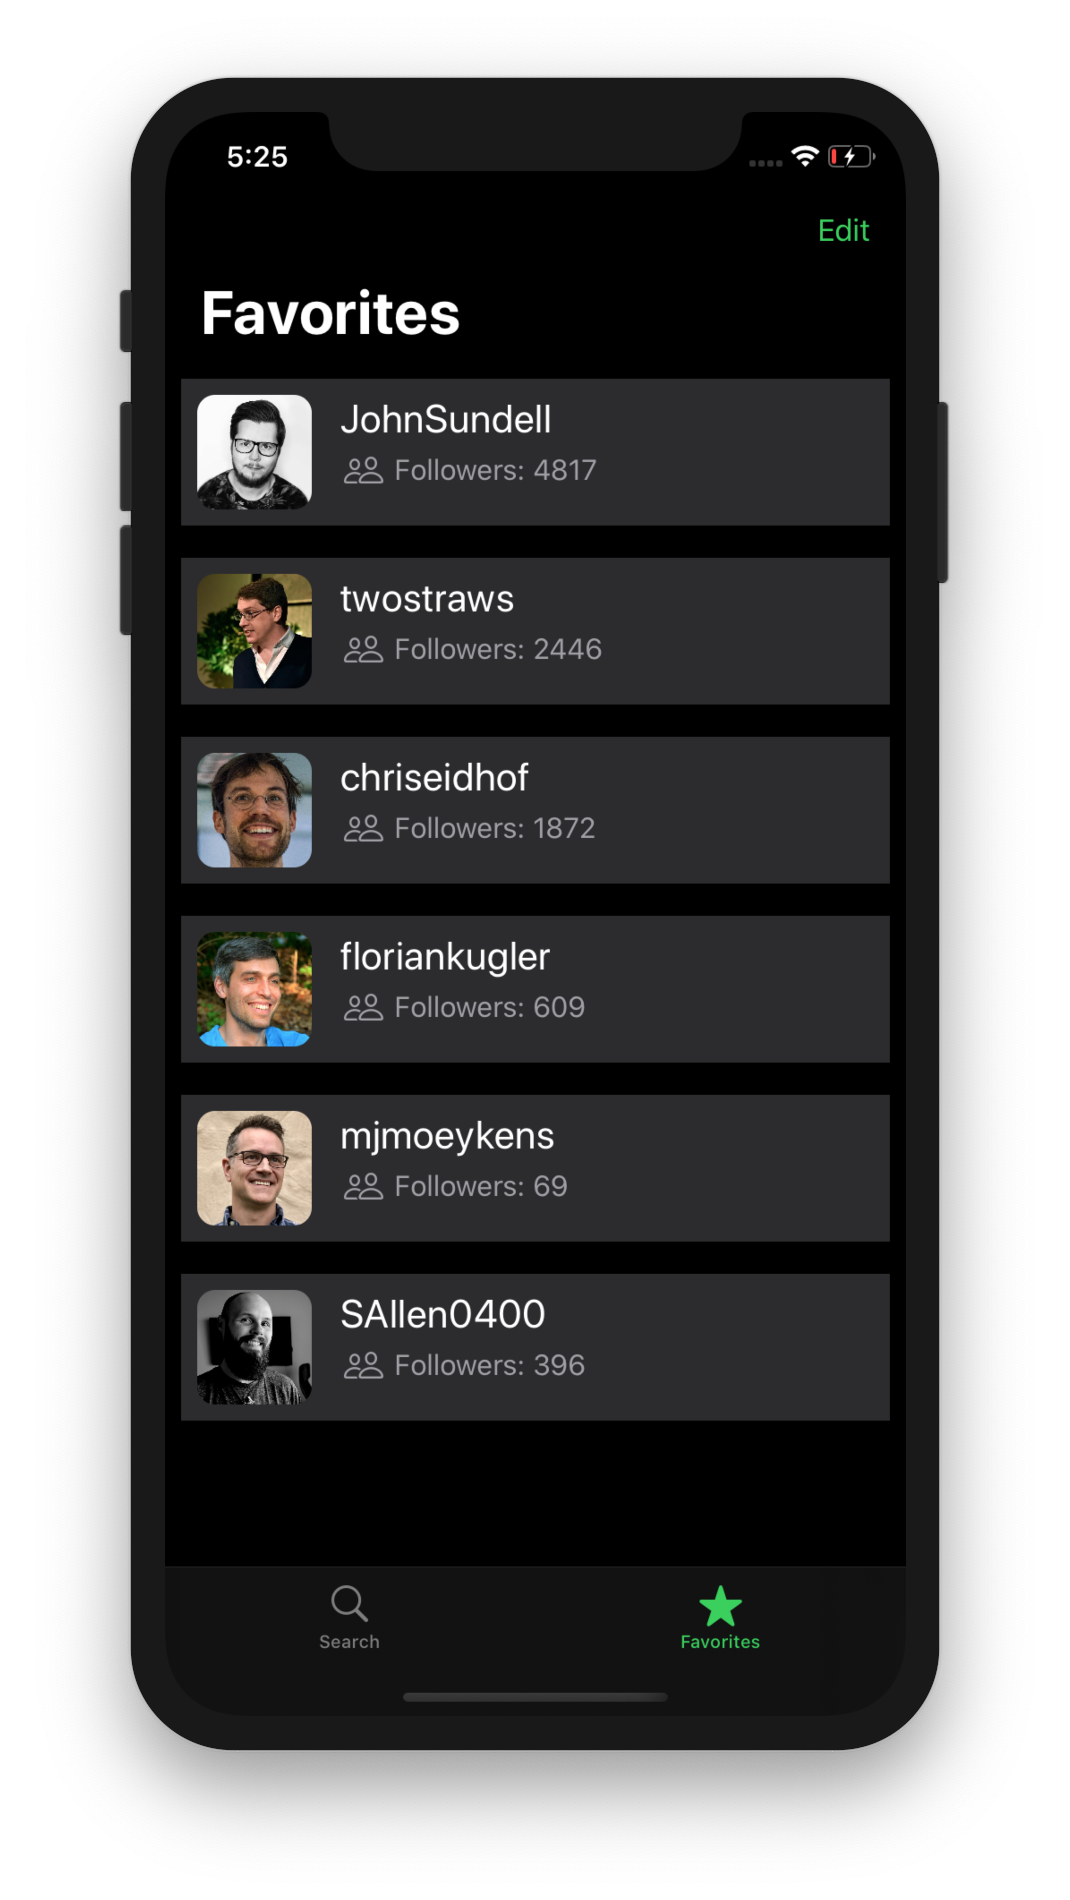 5:25
Edit
Favorites
JohnSundell
Followers: 4817
twostraws
Followers: 2446
chriseidhof
Followers: 1872
floriankugler
Followers: 609
mjmoeykens
Followers: 69
SAllen0400
Followers: 396
Search
Favorites